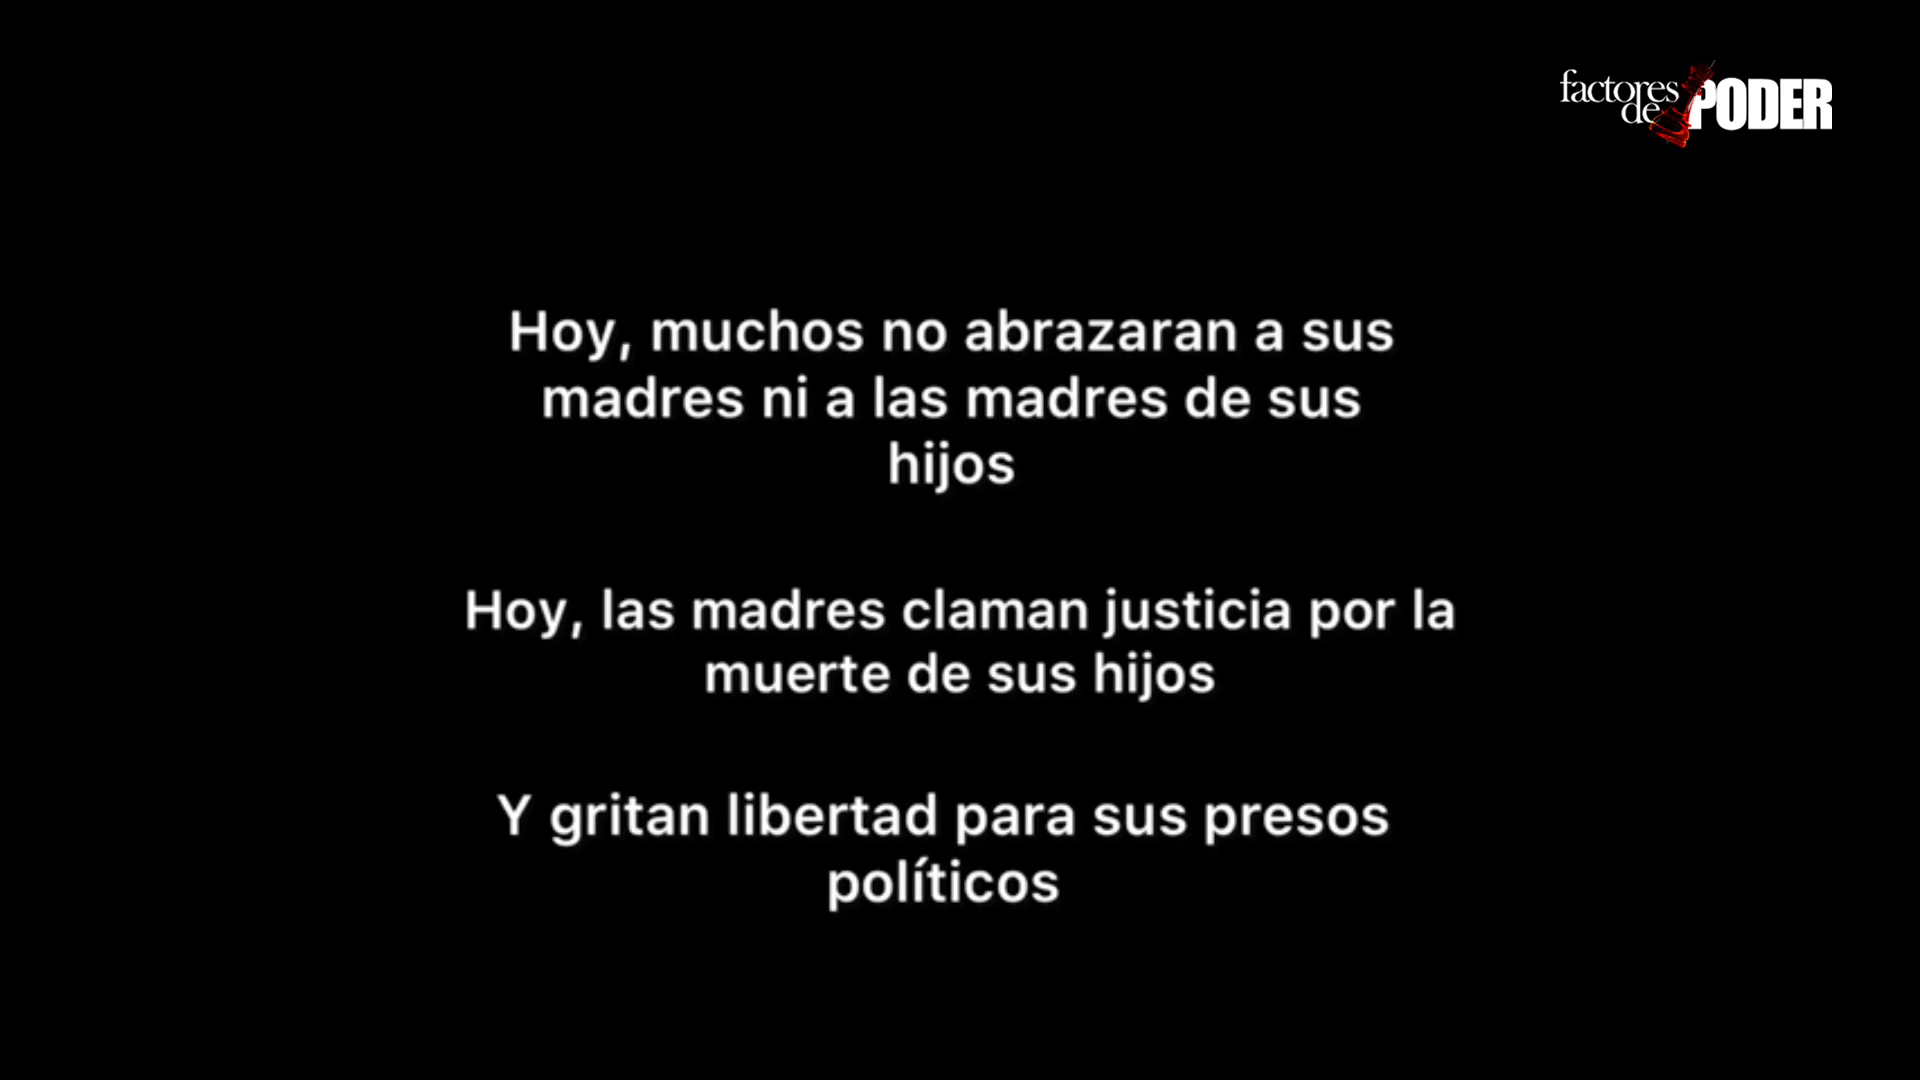 factores
de PODER
Hoy, muchos no abrazaran a sus
madres ni a las madres de sus
hijos
Hoy, las madres claman justicia por la
muerte de sus hijos
Y gritan libertad para sus presos
políticos